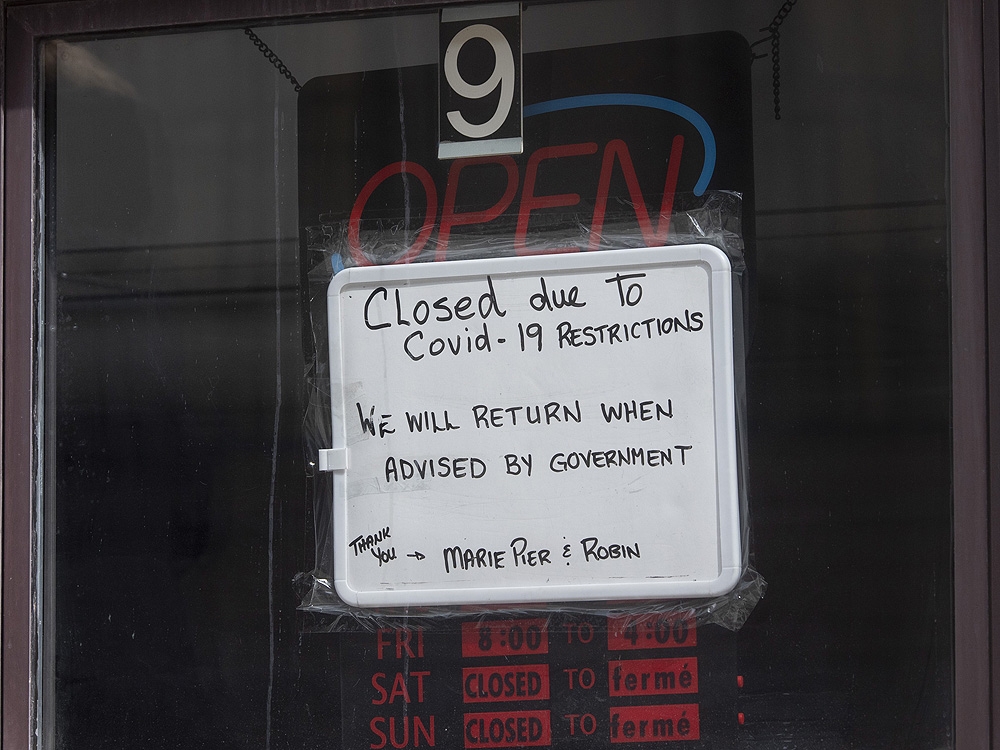 9
OPEN
Closed due To
Covid-19 RESTRICTIONS
WE WILL RETURN WHEN
ADVISED BY GOVERNMENT
THANK
YOU → MARIE PIER & ROBIN
FRI 8:00 TO 4:00
SAT CLOSED TO fermé
SUN CLOSED TO fermé